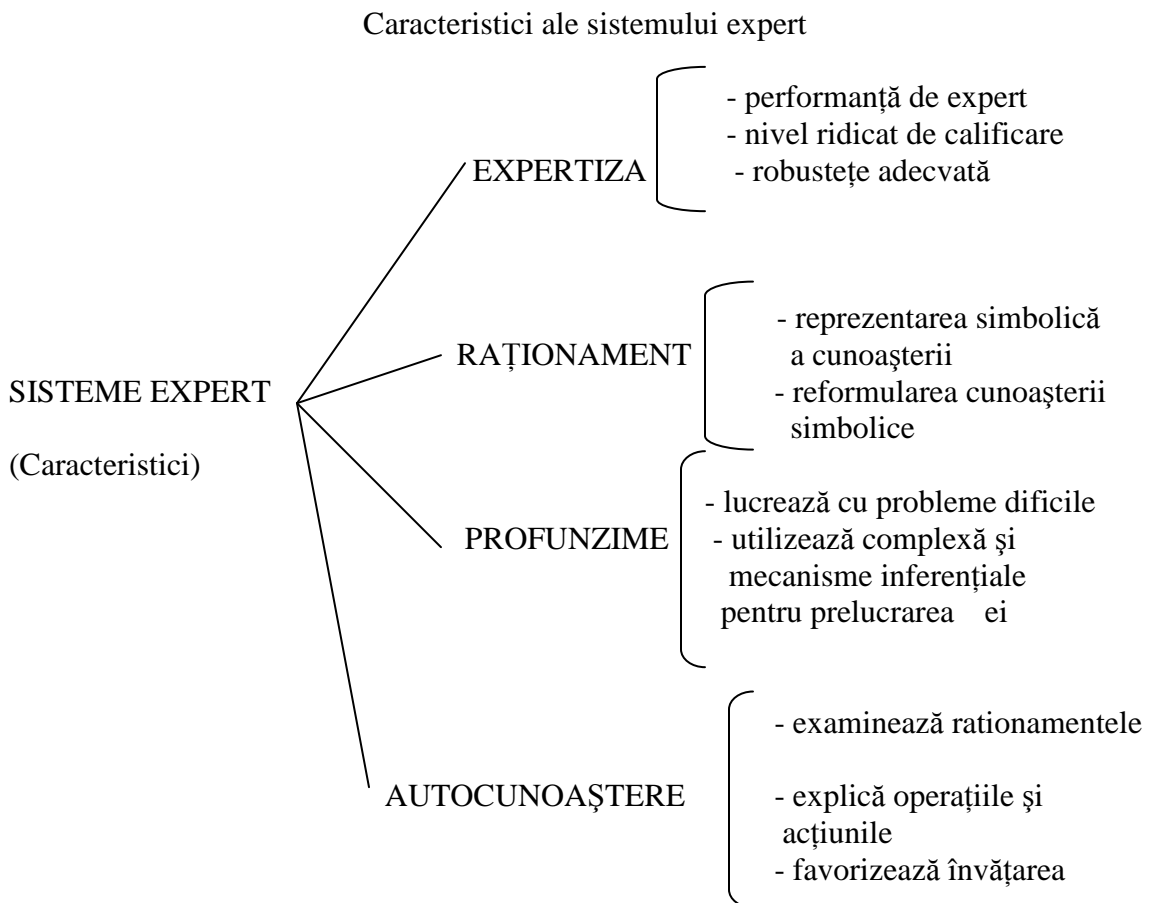 Caracteristici ale sistemului expert
- performanță de expert
- nivel ridicat de calificare
EXPERTIZA
- robustețe adecvată
- reprezentarea simbolică
RAȚIONAMENT
a cunoaşterii
SISTEME EXPERT
- reformularea cunoaşterii
simbolice
(Caracteristici)
- lucrează cu probleme dificile
PROFUNZIME
- utilizează complexă şi
mecanisme inferențiale
pentru prelucrarea ei
- examinează rationamentele
AUTOCUNOAŞTERE
- explică operațiile şi
acțiunile
- favorizează învățarea